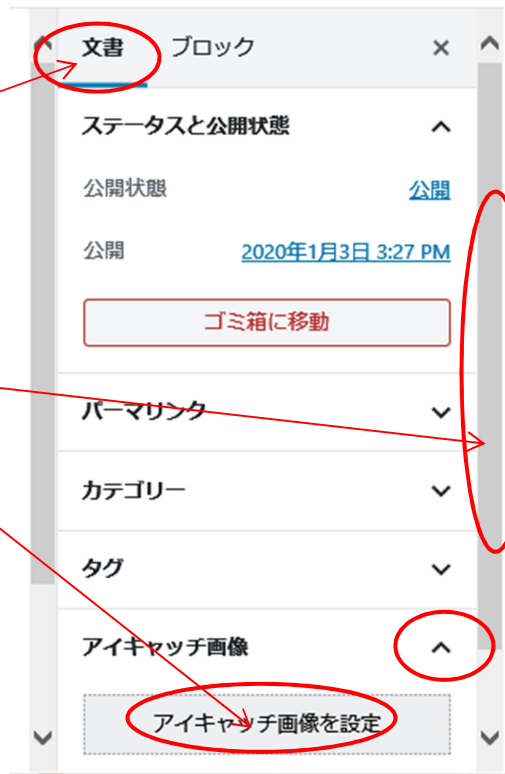 文書 ブロック ×
ステータスと公開状態
公開状態 公開
公開 2020年1月3日 3:27 PM
ゴミ箱に移動
パーマリンク
カテゴリー
タグ
アイキャッチ画像
アイキャッチ画像を設定